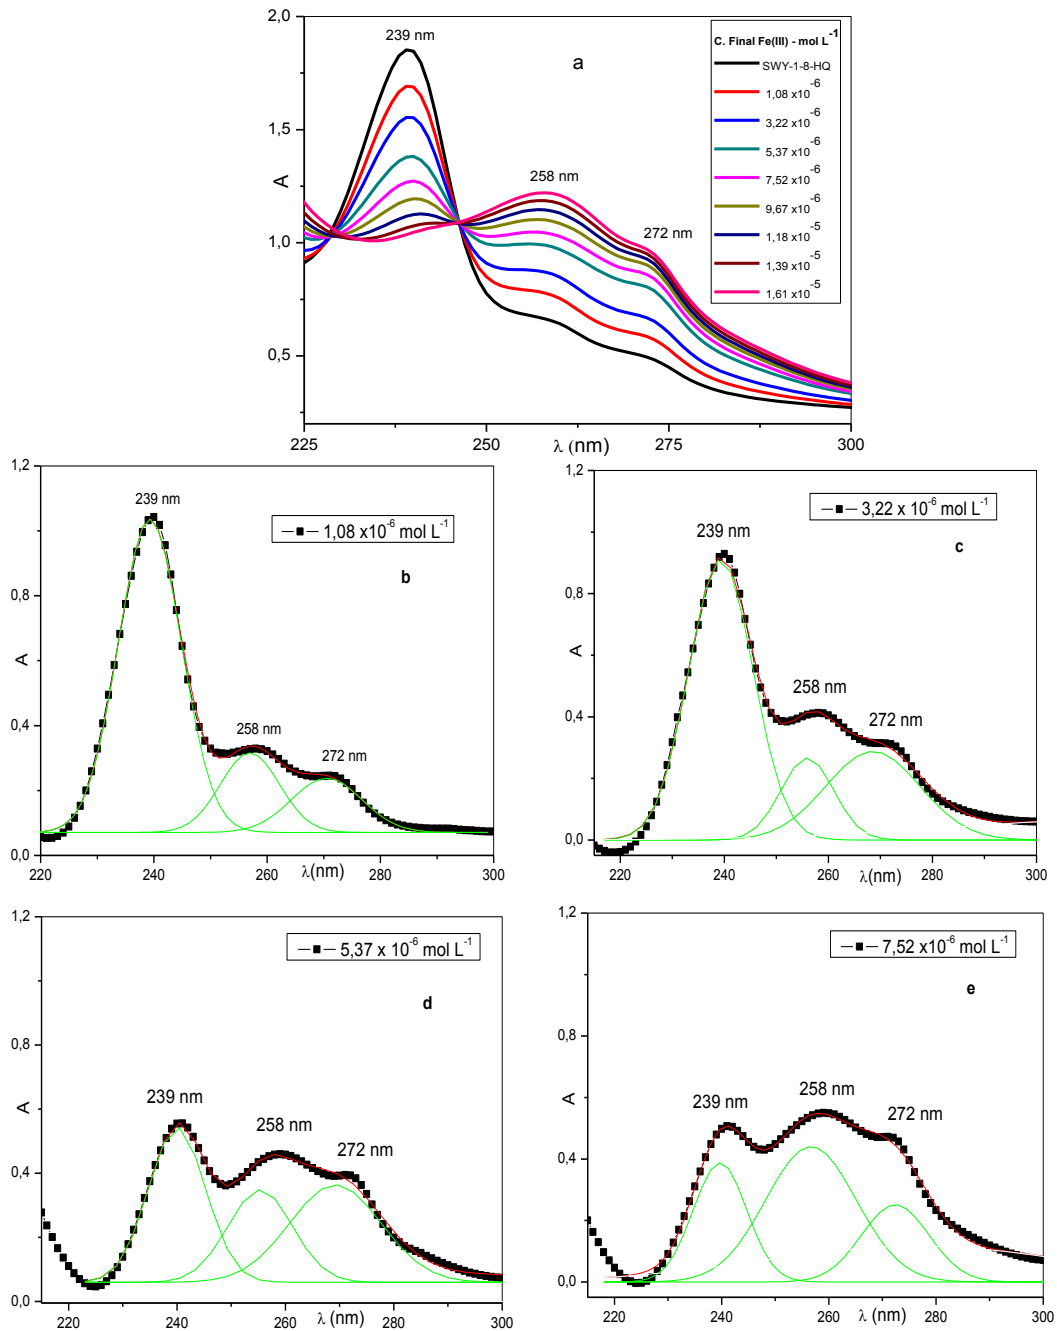 2,0
1,5
1,0
0,5
A
239 nm
a
258 nm
272 nm
C. Final Fe(III) - mol L-1
SWY-1-8-HQ
1,08 x10-6
3,22 x10-6
5,37 x10-6
7,52 x10-6
9,67 x10-6
1,18 x10-5
1,39 x10-5
1,61 x10-5
225 250 275 300
λ (nm)
1,2
0,8
0,4
0,0
A
239 nm
1,08 x10-6 mol L-1
b
258 nm
272 nm
220 240 260 280 300
λ(nm)
1,2
0,8
0,4
0,0
A
3,22 x 10-6 mol L-1
239 nm
c
258 nm
272 nm
220 240 260 280 300
λ(nm)
1,2
0,8
0,4
0,0
A
5,37 x 10-6 mol L-1
d
239 nm
258 nm
272 nm
220 240 260 280 300
λ (nm)
1,2
0,8
0,4
0,0
A
7,52 x10-6 mol L-1
e
239 nm
258 nm
272 nm
220 240 260 280 300
λ(nm)